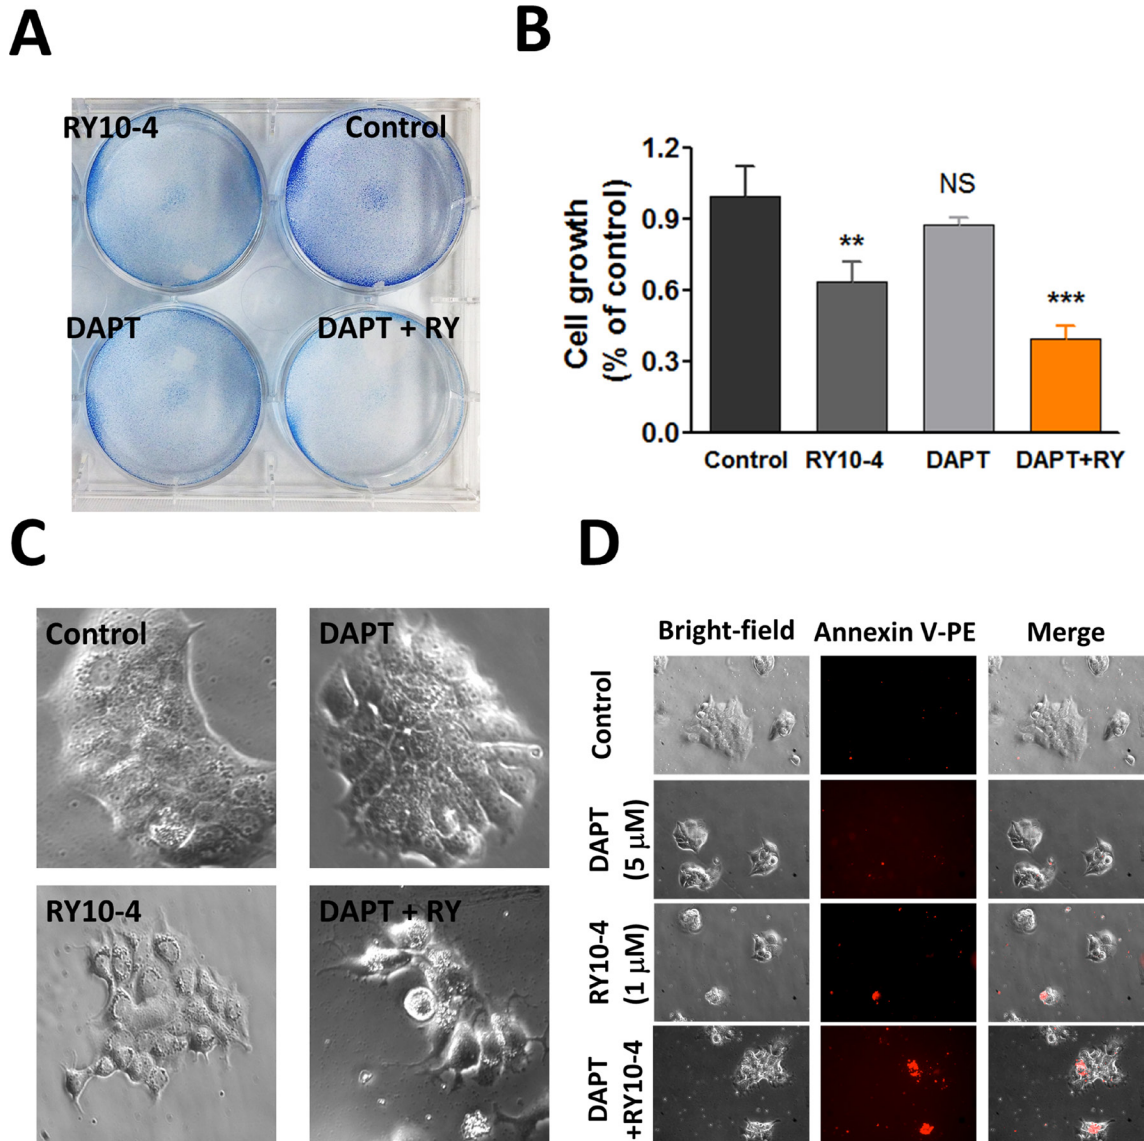 A
RY10-4
Control
DAPT
DAPT + RY
B
Cell growth
(% of control)
1.2
0.9
0.6
0.3
0.0
**
NS
***
Control
RY10-4
DAPT
DAPT+RY
C
Control
DAPT
RY10-4
DAPT + RY
D
Bright-field
Annexin V-PE
Merge
Control
DAPT
(5 μM)
RY10-4
(1 μM)
DAPT
+RY10-4